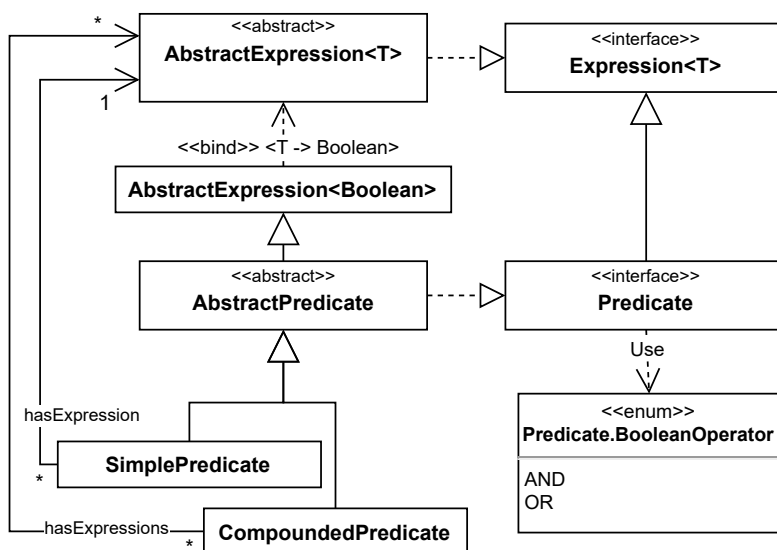 *
<<abstract>>
AbstractExpression<T>
<<interface>>
Expression<T>
1
<<bind>> <T -> Boolean>
AbstractExpression<Boolean>
<<abstract>>
AbstractPredicate
<<interface>>
Predicate
Use
<<enum>>
Predicate.BooleanOperator
AND
OR
hasExpression
SimplePredicate
*
hasExpressions
CompoundedPredicate
*